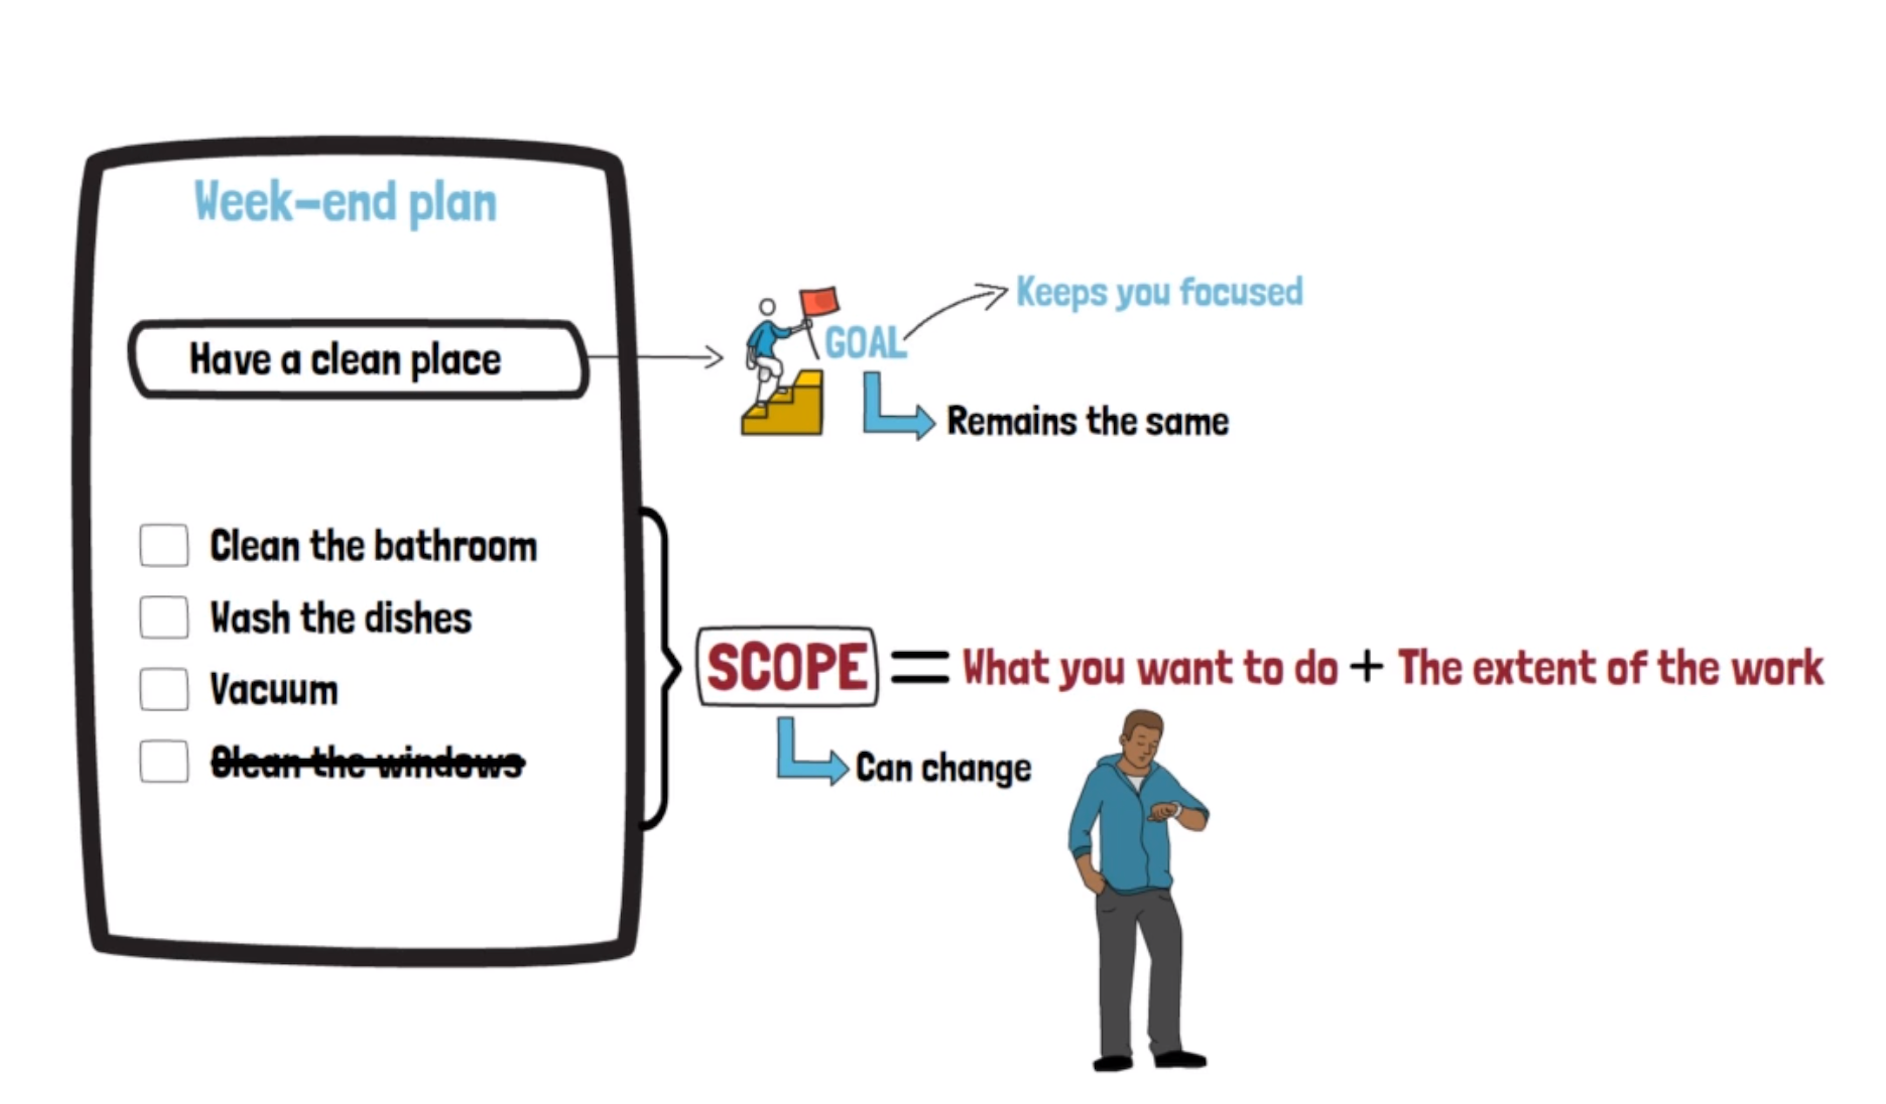 Week-end plan
Have a clean place
GOAL
Keeps you focused
Remains the same
Clean the bathroom
Wash the dishes
Vacuum
Clean the windows
SCOPE = What you want to do + The extent of the work
Can change